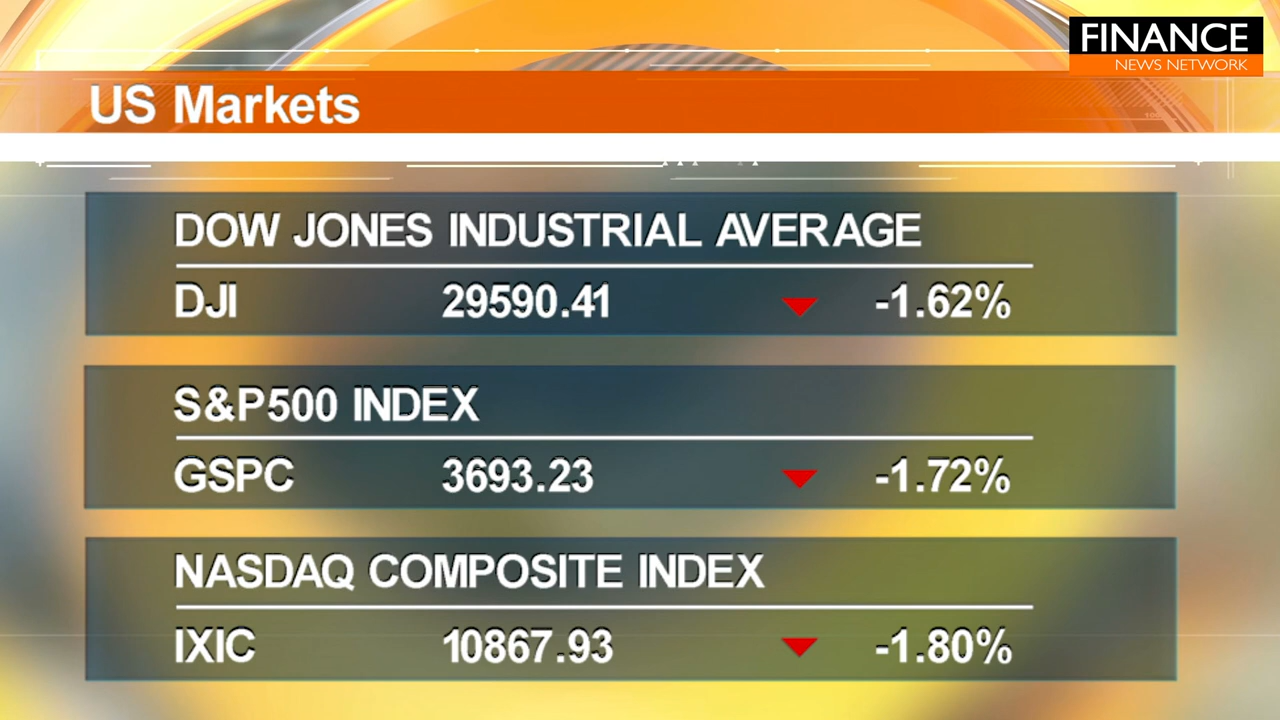 FINANCE
NEWS NETWORK
US Markets
DOW JONES INDUSTRIAL AVERAGE
DJI 29590.41 -1.62%
S&P500 INDEX
GSPC 3693.23 -1.72%
NASDAQ COMPOSITE INDEX
IXIC 10867.93 -1.80%